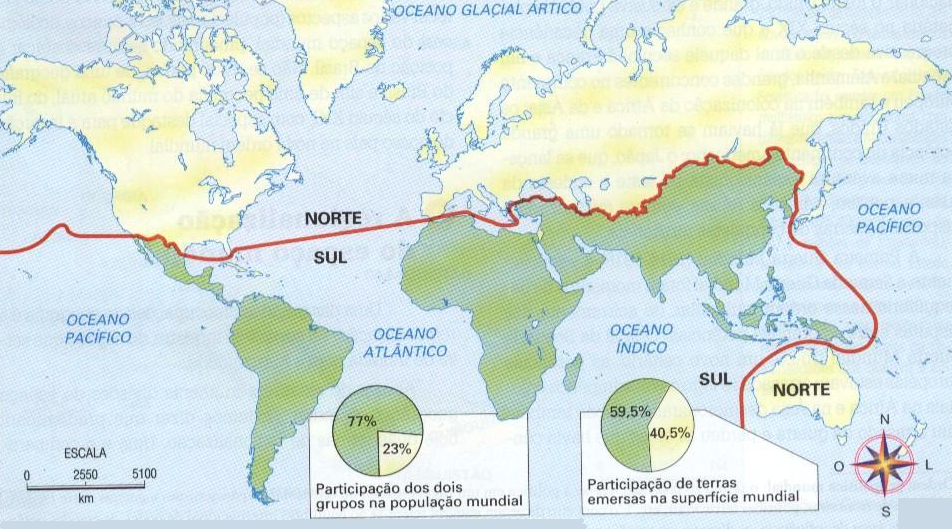 OCEANO GLACIAL ÁRTICO
NORTE
SUL
OCEANO
PACÍFICO
OCEANO
PACÍFICO
OCEANO
ATLÂNTICO
OCEANO
ÍNDICO
SUL
NORTE
77%
23%
Participação dos dois
grupos na população mundial
59,5%
40,5%
Participação de terras
emersas na superfície mundial
ESCALA
0 2550 5100
km
N
O L
S